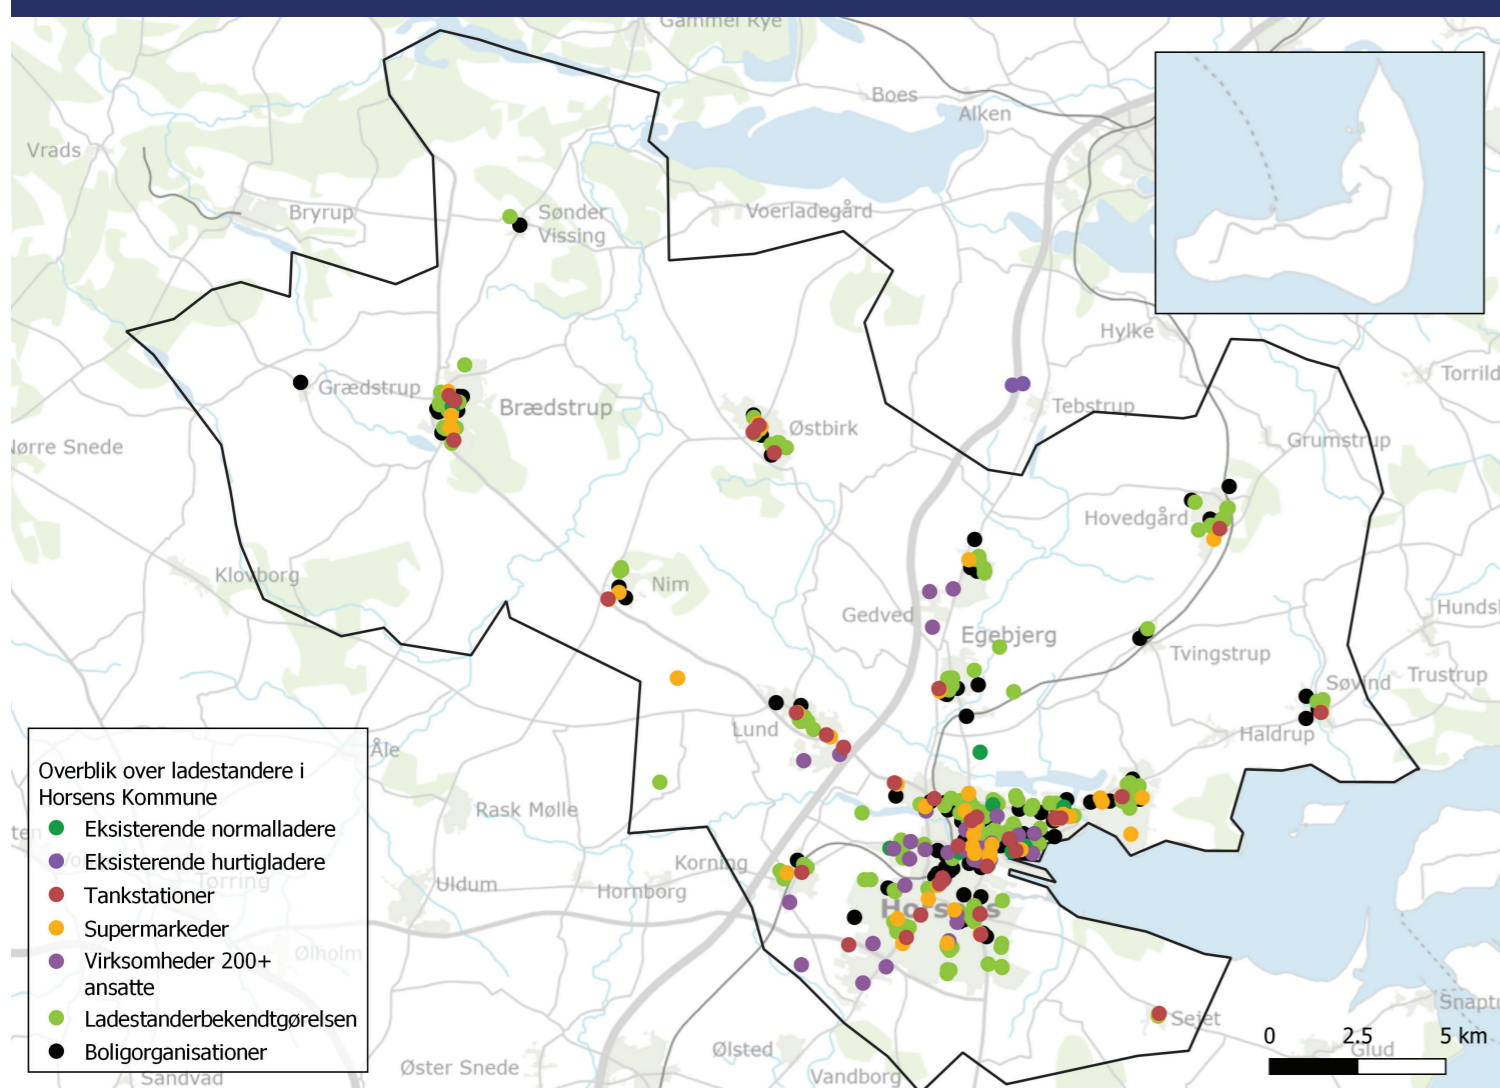 Gammel Rye
Boes
Alken
Vrads
Bryrup
Sønder
Vissing
Voerladegård
Hylke
Torrild
Grædstrup
Brædstrup
Østbirk
Tebstrup
Grumstrup
Nørre Snede
Hovedgård
Klovborg
Nim
Gedved
Egebjerg
Tvingstrup
Trustrup
Søvind
Lund
Haldrup
Åle
Rask Mølle
Korning
Uldum
Hornborg
Tørring
Horsens
Ølholm
Sejet
Glud
Ølsted
Øster Snede
Vandborg
Sandvad
Overblik over ladestandere i
Horsens Kommune
Eksisterende normalladere
Eksisterende hurtigladere
Tankstationer
Supermarkeder
Virksomheder 200+
ansatte
Ladestanderbekendtgørelsen
Boligorganisationer
0 2.5 5 km